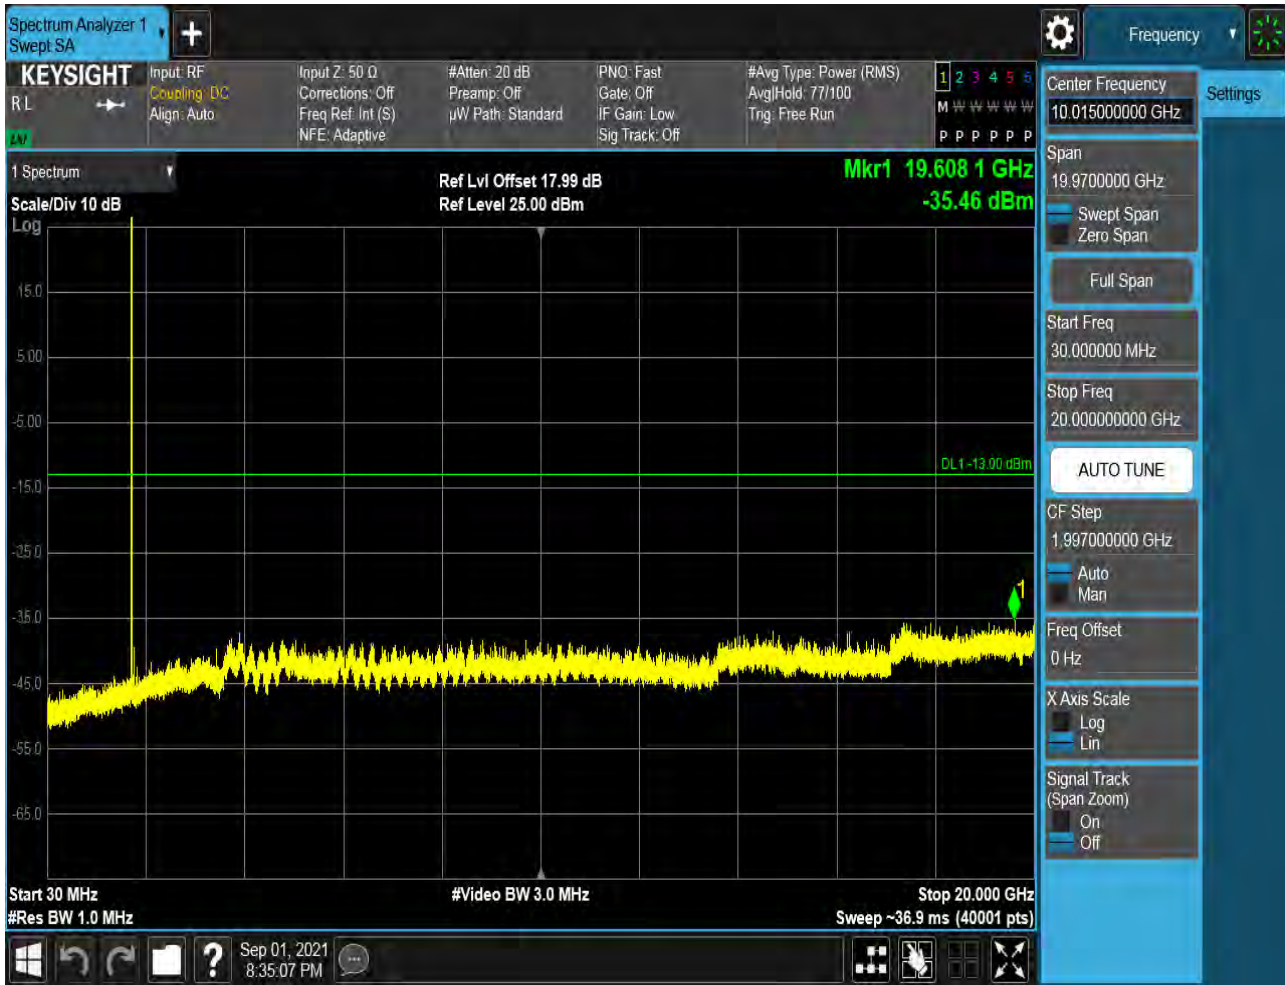 Spectrum Analyzer 1
Swept SA
Frequency
KEYSIGHT
R L
LNI
Input: RF
Coupling: DC
Align: Auto
Input Z: 50 Ω
Corrections: Off
Freq Ref: Int (S)
NFE: Adaptive
#Atten: 20 dB
Preamp: Off
µW Path: Standard
PNO: Fast
Gate: Off
IF Gain: Low
Sig Track: Off
#Avg Type: Power (RMS)
Avg|Hold: 77/100
Trig: Free Run
1 2 3 4 5 6
M W W W W W
P P P P P P
1 Spectrum
Scale/Div 10 dB
Log
Ref Lvl Offset 17.99 dB
Ref Level 25.00 dBm
Mkr1 19.608 1 GHz
-35.46 dBm
15.0
5.00
-5.00
-15.0
-25.0
-35.0
-45.0
-55.0
-65.0
DL1 -13.00 dBm
1
Start 30 MHz
#Res BW 1.0 MHz
#Video BW 3.0 MHz
Stop 20.000 GHz
Sweep ~36.9 ms (40001 pts)
Sep 01, 2021
8:35:07 PM
Center Frequency
10.015000000 GHz
Settings
Span
19.9700000 GHz
Swept Span
Zero Span
Full Span
Start Freq
30.000000 MHz
Stop Freq
20.000000000 GHz
AUTO TUNE
CF Step
1.997000000 GHz
Auto
Man
Freq Offset
0 Hz
X Axis Scale
Log
Lin
Signal Track
(Span Zoom)
On
Off